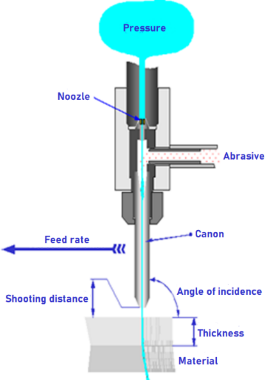 Pressure
Noozle
Abrasive
Canon
Feed rate
Angle of incidence
Shooting distance
Thickness
Material